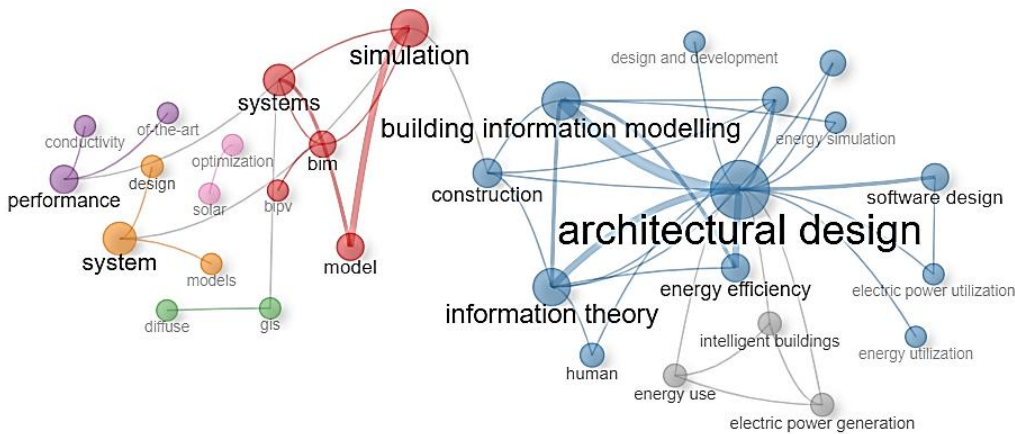 simulation
design and development
systems
building information modelling
of-the-art
conductivity
energy simulation
optimization
bim
design
construction
software design
performance
solar
bipv
architectural design
system
model
models
energy efficiency
electric power utilization
information theory
diffuse
gis
intelligent buildings
energy utilization
human
energy use
electric power generation